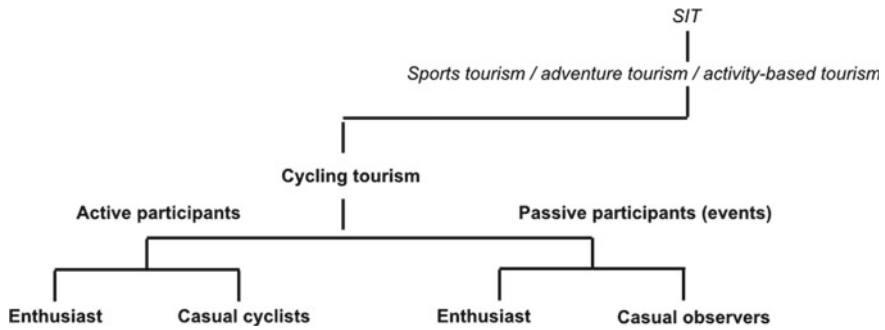 SIT
Sports tourism / adventure tourism / activity-based tourism
Cycling tourism
Active participants
Passive participants (events)
Enthusiast
Casual cyclists
Enthusiast
Casual observers